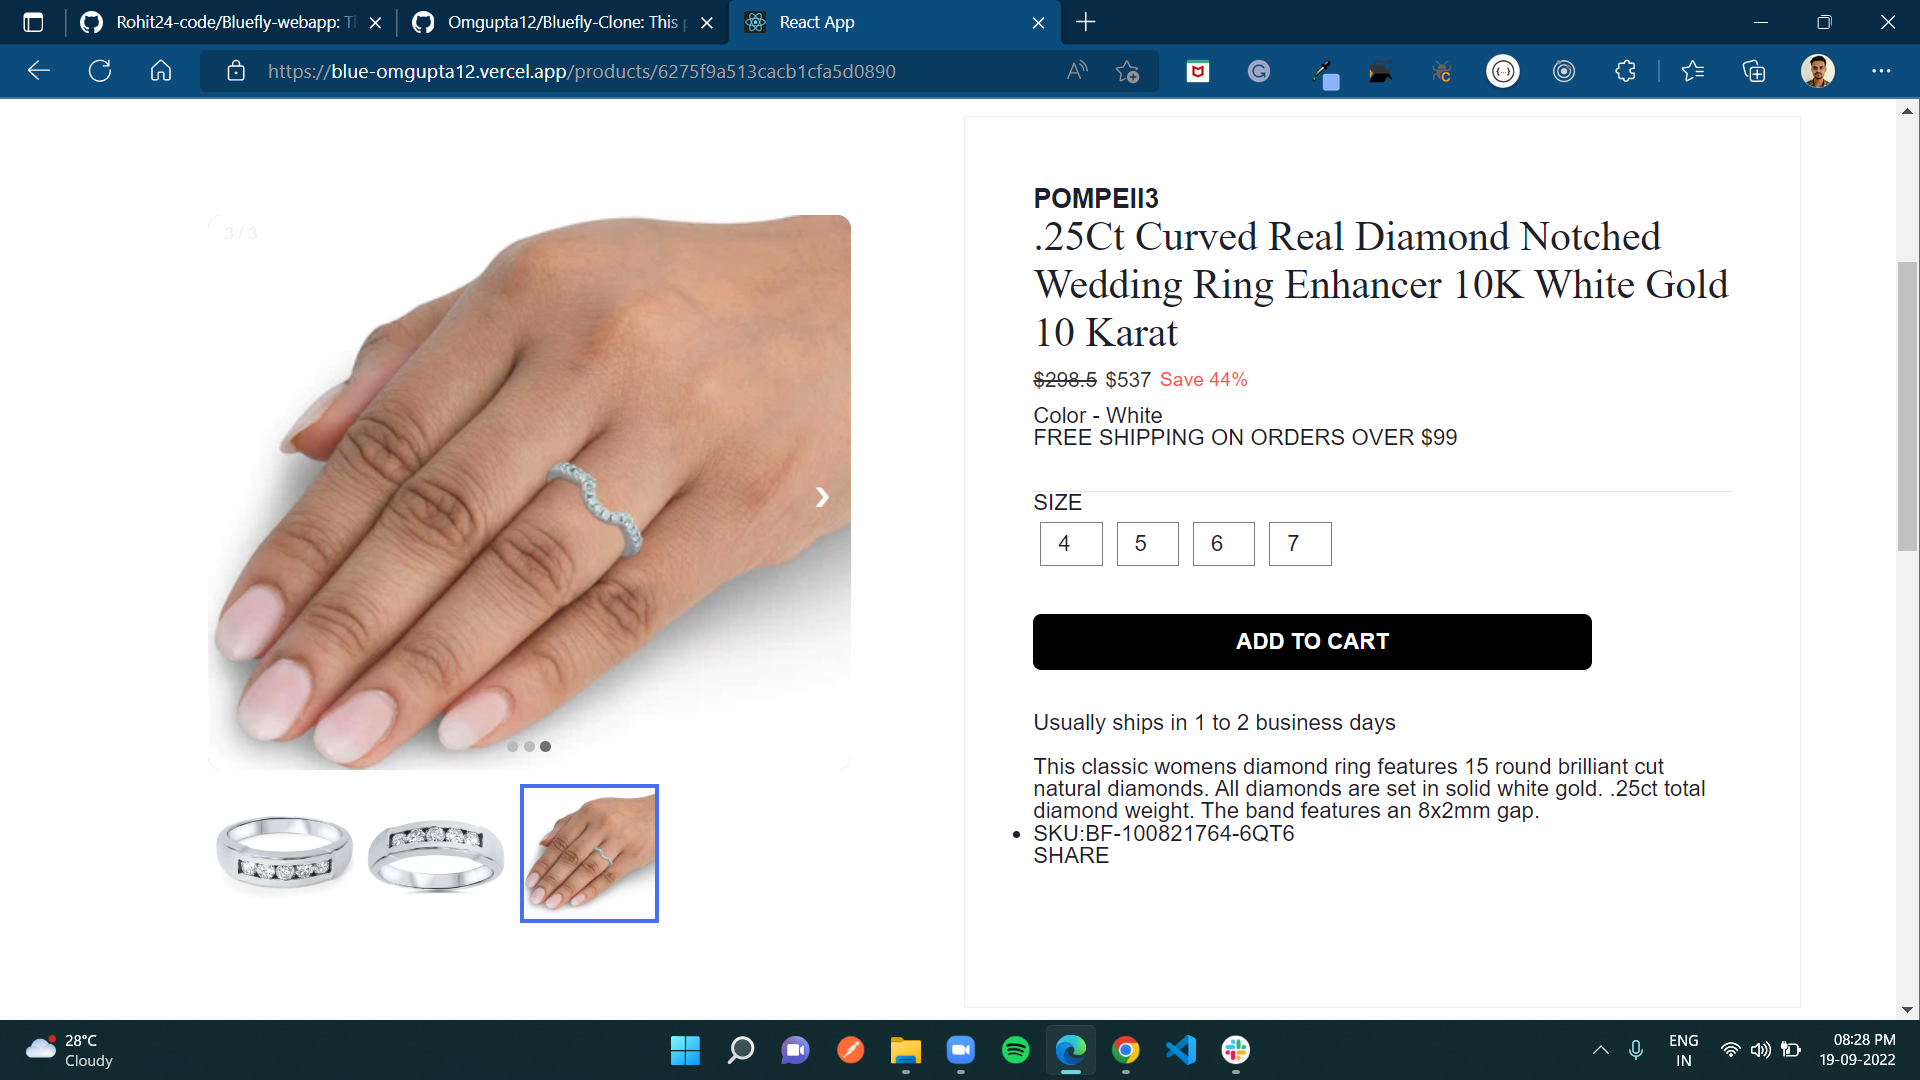 Rohit24-code/Bluefly-webapp: T
Omgupta12/Bluefly-Clone: This p
React App
https://blue-omgupta12.vercel.app/products/6275f9a513cacb1cfa5d0890
3 / 3
POMPEII3
.25Ct Curved Real Diamond Notched
Wedding Ring Enhancer 10K White Gold
10 Karat
$298.5 $537 Save 44%
Color - White
FREE SHIPPING ON ORDERS OVER $99
SIZE
4 5 6 7
ADD TO CART
Usually ships in 1 to 2 business days
This classic womens diamond ring features 15 round brilliant cut
natural diamonds. All diamonds are set in solid white gold. .25ct total
diamond weight. The band features an 8x2mm gap.
• SKU:BF-100821764-6QT6
SHARE
28°C
Cloudy
ENG
IN
08:28 PM
19-09-2022